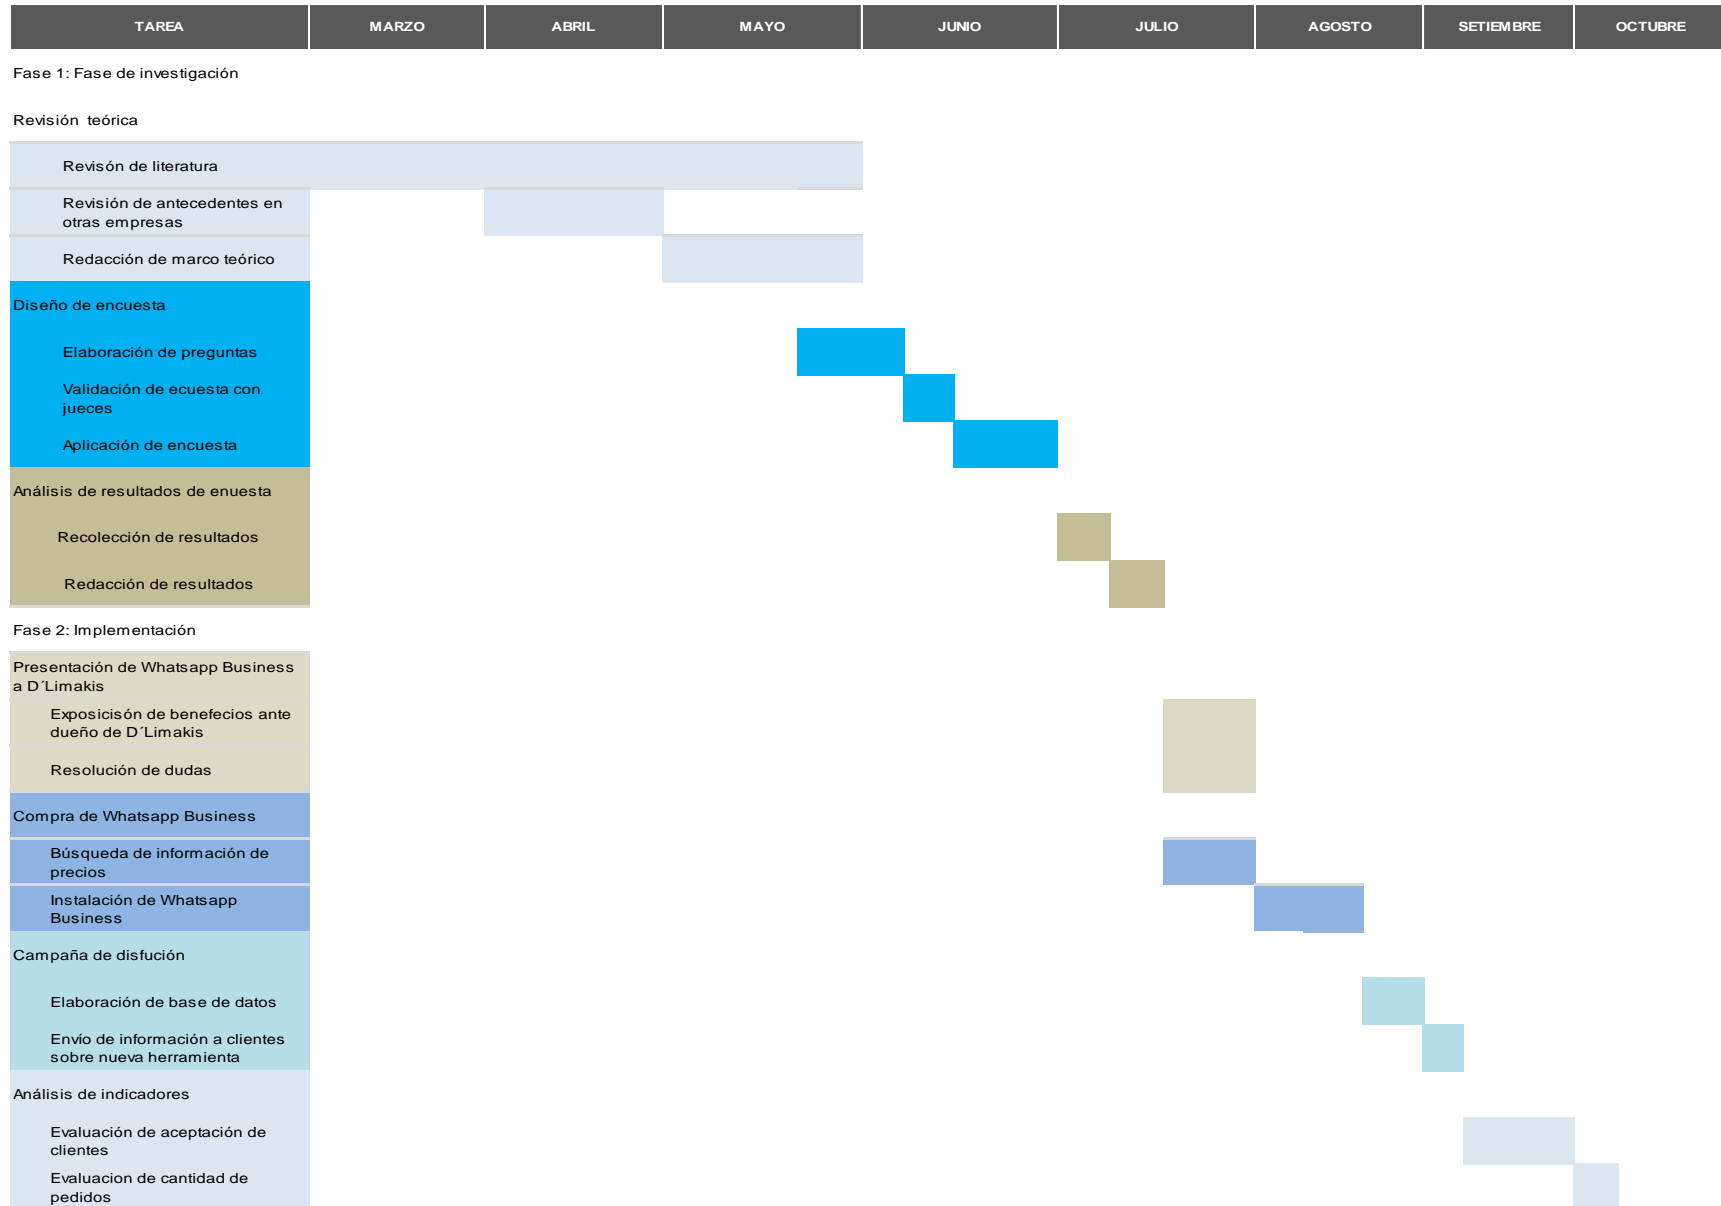 TAREA MARZO ABRIL MAYO JUNIO JULIO AGOSTO SETIEMBRE OCTUBRE
Fase 1: Fase de investigación
Revisión teórica
Revisón de literatura
Revisión de antecedentes en
otras empresas
Redacción de marco teórico
Diseño de encuesta
Elaboración de preguntas
Validación de ecuesta con
jueces
Aplicación de encuesta
Análisis de resultados de enuesta
Recolección de resultados
Redacción de resultados
Fase 2: Implementación
Presentación de Whatsapp Business
a D´Limakis
Exposicisón de benefecios ante
dueño de D´Limakis
Resolución de dudas
Compra de Whatsapp Business
Búsqueda de información de
precios
Instalación de Whatsapp
Business
Campaña de disfución
Elaboración de base de datos
Envío de información a clientes
sobre nueva herramienta
Análisis de indicadores
Evaluación de aceptación de
clientes
Evaluacion de cantidad de
pedidos